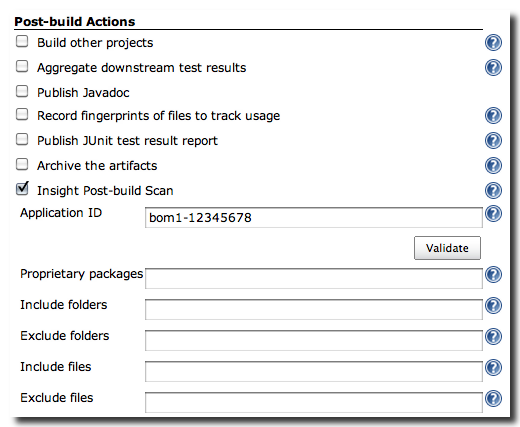 Post-build Actions
Build other projects
Aggregate downstream test results
Publish Javadoc
Record fingerprints of files to track usage
Publish JUnit test result report
Archive the artifacts
Insight Post-build Scan
Application ID bom1-12345678
Validate
Proprietary packages
Include folders
Exclude folders
Include files
Exclude files